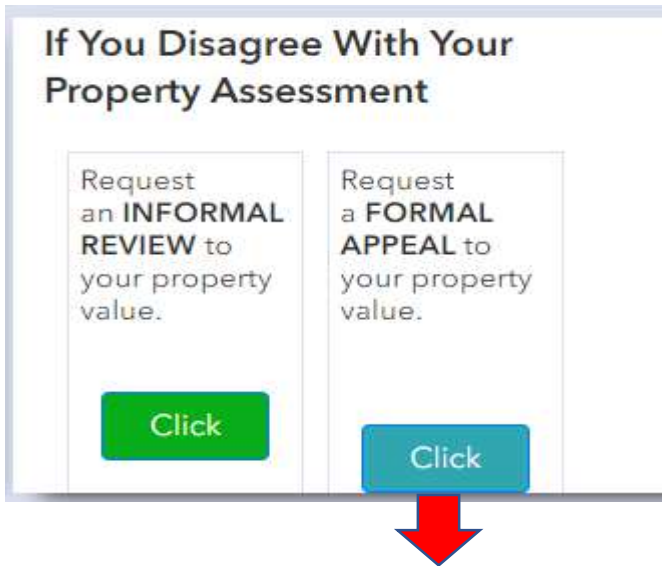 If You Disagree With Your
Property Assessment
Request
an INFORMAL
REVIEW to
your property
value.
Click
Request
a FORMAL
APPEAL to
your property
value.
Click